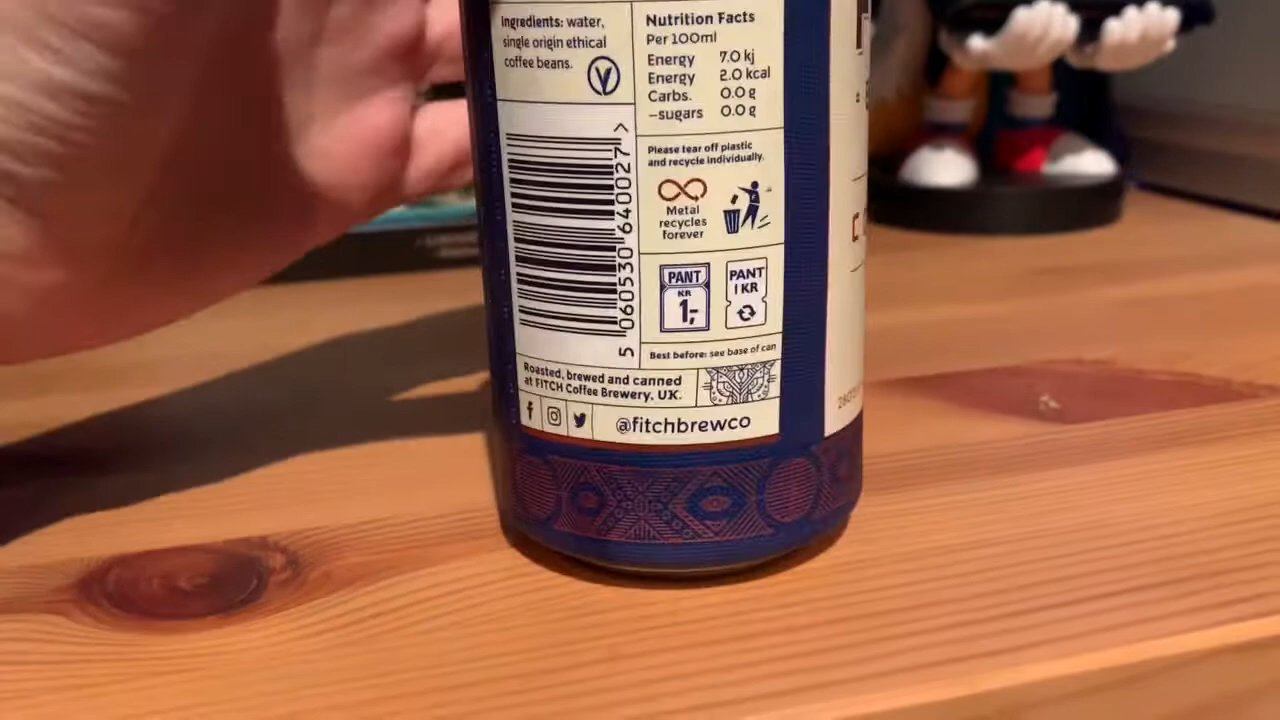 Ingredients: water,
single origin ethical
coffee beans.
V
Nutrition Facts
Per 100ml
Energy 7.0 kj
Energy 2.0 kcal
Carbs. 0.0 g
-sugars 0.0 g
Please tear off plastic
and recycle individually.
Metal
recycles
forever
PANT
KR
1,-
PANT
1 KR
5 060530 640027 >
Best before: see base of can
Roasted, brewed and canned
at FITCH Coffee Brewery, UK.
@fitchbrewco